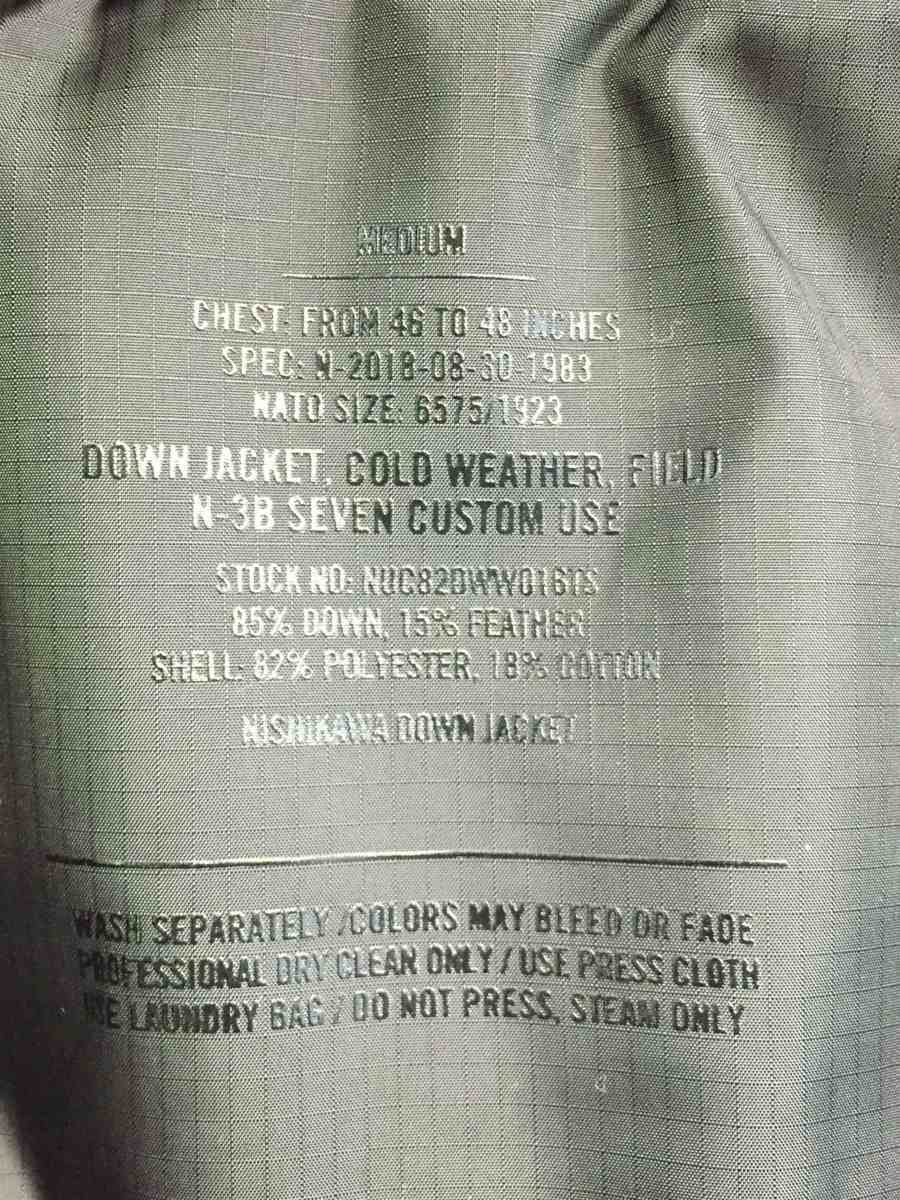 MEDIUM
CHEST: FROM 46 TO 48 INCHES
SPEC: N-2018-08-30-1983
NATO SIZE: 6575/1923
DOWN JACKET, COLD WEATHER, FIELD
N-3B SEVEN CUSTOM USE
STOCK NO: NUC82DWW016TS
85% DOWN, 15% FEATHER
SHELL: 82% POLYESTER, 18% COTTON
NISHIKAWA DOWN JACKET
WASH SEPARATELY / COLORS MAY BLEED OR FADE
PROFESSIONAL DRY CLEAN ONLY / USE PRESS CLOTH
USE LAUNDRY BAG / DO NOT PRESS, STEAM ONLY